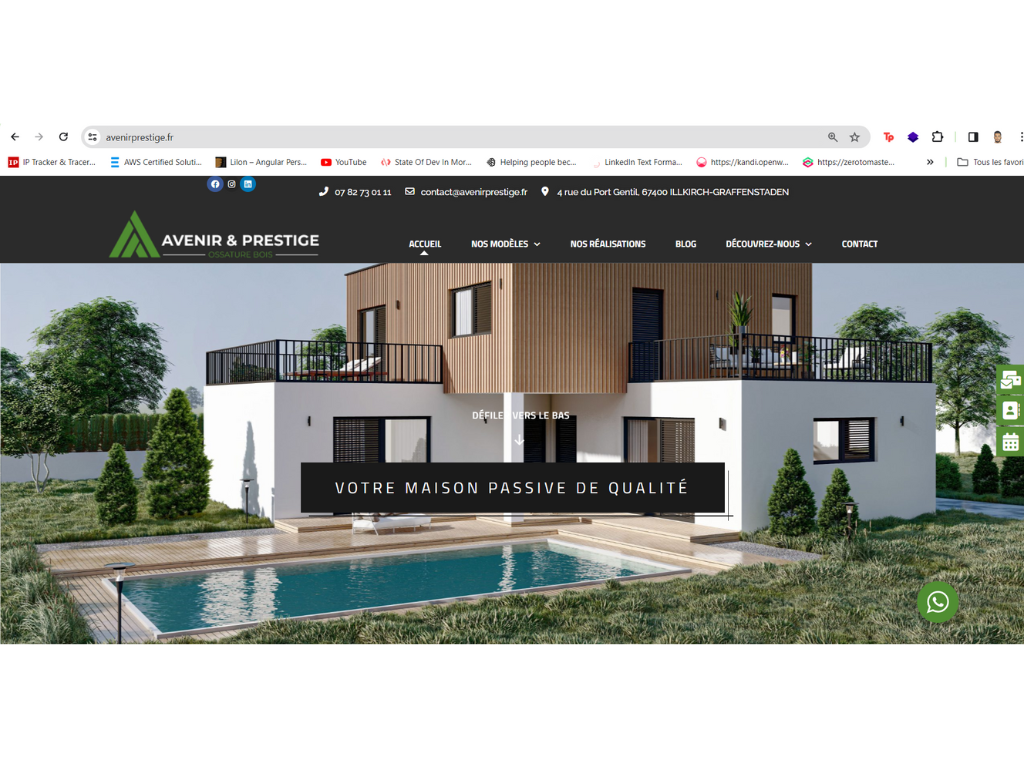 avenirprestige.fr
IP Tracker & Tracer...
AWS Certified Soluti...
Lilon – Angular Pers...
YouTube
State Of Dev In Mor...
Helping people bec...
LinkedIn Text Forma...
https://kandi.openw...
https://zerotomaste...
»
Tous les favori
07 82 73 01 11
contact@avenirprestige.fr
4 rue du Port Gentil, 67400 ILLKIRCH-GRAFFENSTADEN
AVENIR & PRESTIGE
OSSATURE BOIS
ACCUEIL
NOS MODÈLES
NOS RÉALISATIONS
BLOG
DÉCOUVREZ-NOUS
CONTACT
DÉFILEZ VERS LE BAS
VOTRE MAISON PASSIVE DE QUALITÉ